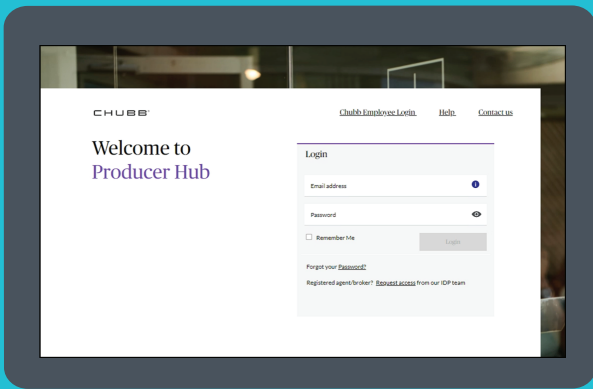 CHUBB
Chubb Employee Login Help Contact us
Welcome to
Producer Hub
Login
Email address
Password
Remember Me
Login
Forgot your Password?
Registered agent/broker? Request access from our IDP team